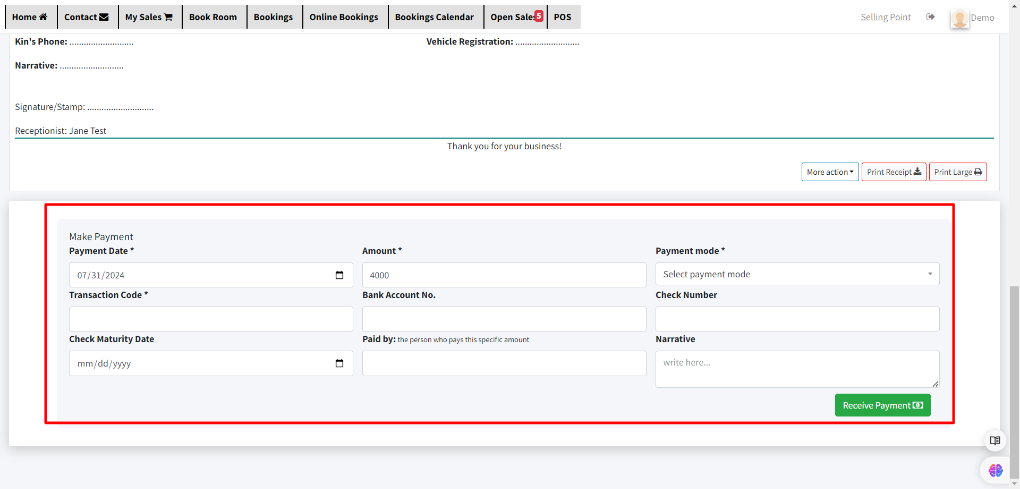 Home Contact My Sales Book Room Bookings Online Bookings Bookings Calendar Open Sales 5 POS Selling Point Demo
Kin's Phone: ........................... Vehicle Registration: ...........................
Narrative: ...........................
Signature/Stamp: ............................
Receptionist: Jane Test
Thank you for your business!
More action Print Receipt Print Large
Make Payment
Payment Date * Amount * Payment mode *
07/31/2024 4000 Select payment mode
Transaction Code * Bank Account No. Check Number
Check Maturity Date Paid by: the person who pays this specific amount Narrative
mm/dd/yyyy write here...
Receive Payment